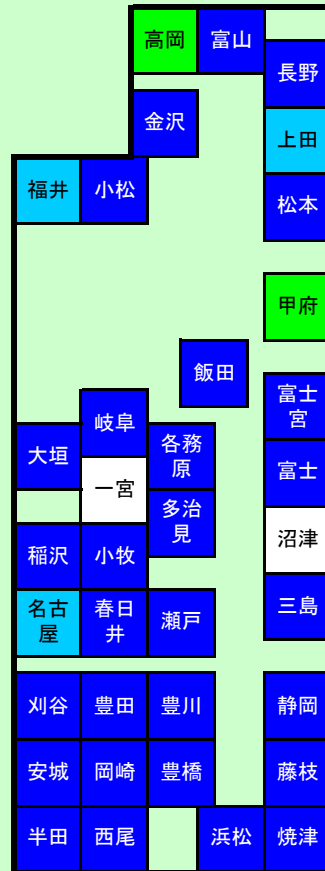 高岡 富山
長野
金沢
上田
福井 小松
松本
甲府
飯田
富士
宮
岐阜
大垣
各務
原
富士
一宮
多治
見
沼津
稲沢 小牧
三島
名古
屋
春日
井
瀬戸
刈谷 豊田 豊川 静岡
安城 岡崎 豊橋 藤枝
半田 西尾 浜松 焼津